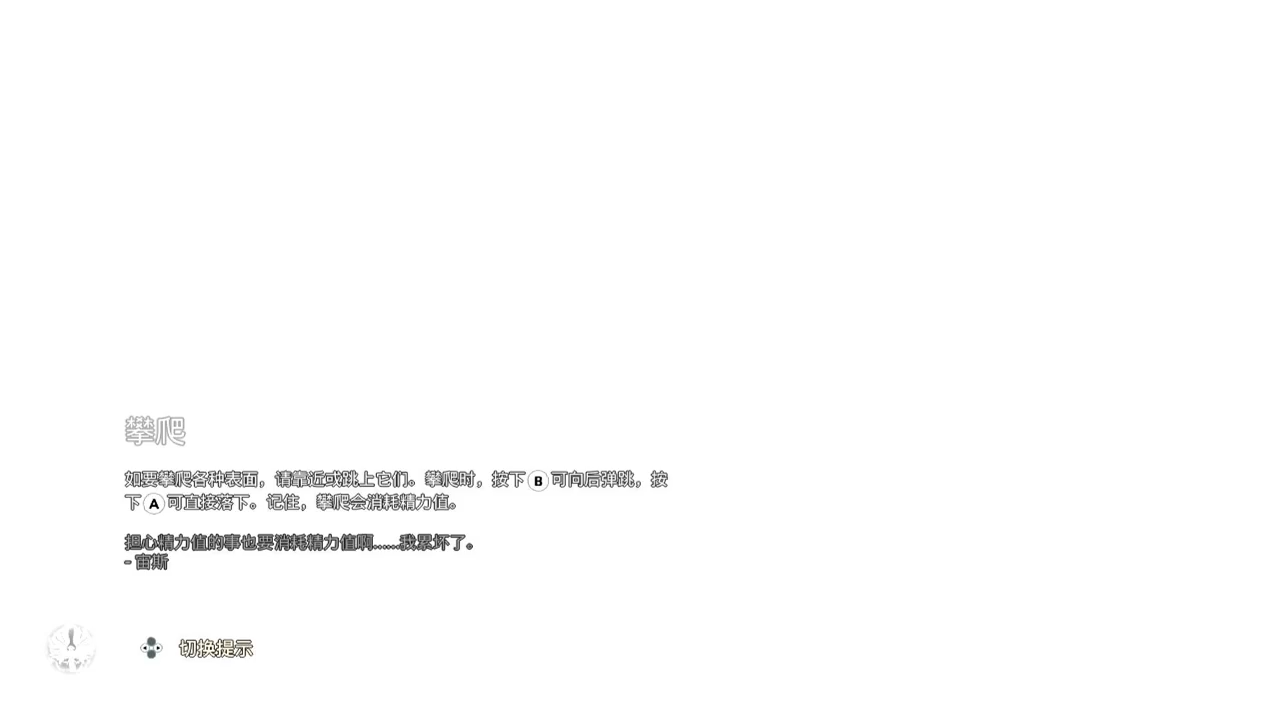 攀爬
如要攀爬各种表面，请靠近或跳上它们。攀爬时，按下B可向后弹跳，按
下A可直接落下。记住，攀爬会消耗精力值。
担心精力值的事也要消耗精力值啊……我累坏了。
- 宙斯
切换提示